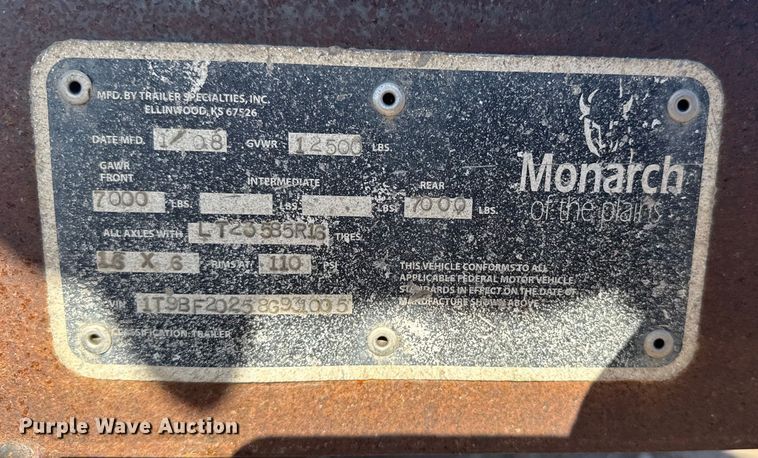 MFD. BY TRAILER SPECIALTIES, INC.
ELLINWOOD, KS 67526
DATE MFD. 1/08 GVWR 12500 LBS.
GAWR
FRONT INTERMEDIATE REAR
7000 LBS. LBS. LBS. 7000 LBS.
ALL AXLES WITH TIRES
16 X 6 RIMS AT 110 PSI
VIN
CLASSIFICATION: TRAILER
Monarch
of the plains
THIS VEHICLE CONFORMS TO ALL
APPLICABLE FEDERAL MOTOR VEHICLE
STANDARDS IN EFFECT ON THE DATE OF
MANUFACTURE SHOWN ABOVE.
Purple Wave Auction